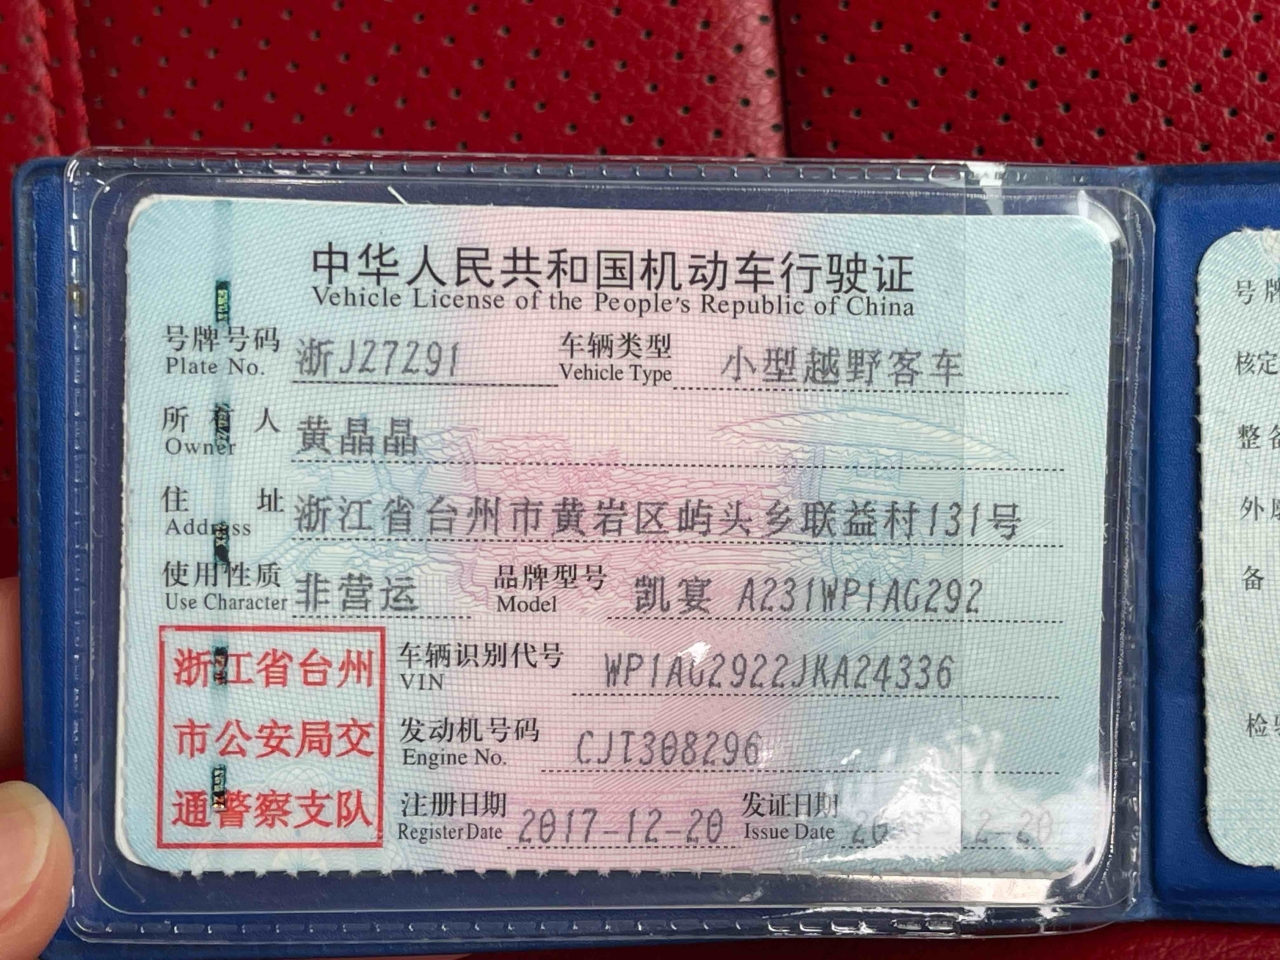 中华人民共和国机动车行驶证
Vehicle License of the People's Republic of China
号牌号码 浙JZ7291 车辆类型 小型越野客车
Plate No. Vehicle Type
所有人 黄晶晶
Owner
住址 浙江省台州市黄岩区屿头乡联益村131号
Address
使用性质 非营运 品牌型号 凯宴 A231WP1AG292
Use Character Model
浙江省台州
市公安局交
通警察支队
车辆识别代号 WP1AG2922JKA24336
VIN
发动机号码 CJT308296
Engine No.
注册日期 2017-12-20 发证日期
Register Date Issue Date
号牌
核定
整备
外
备
检